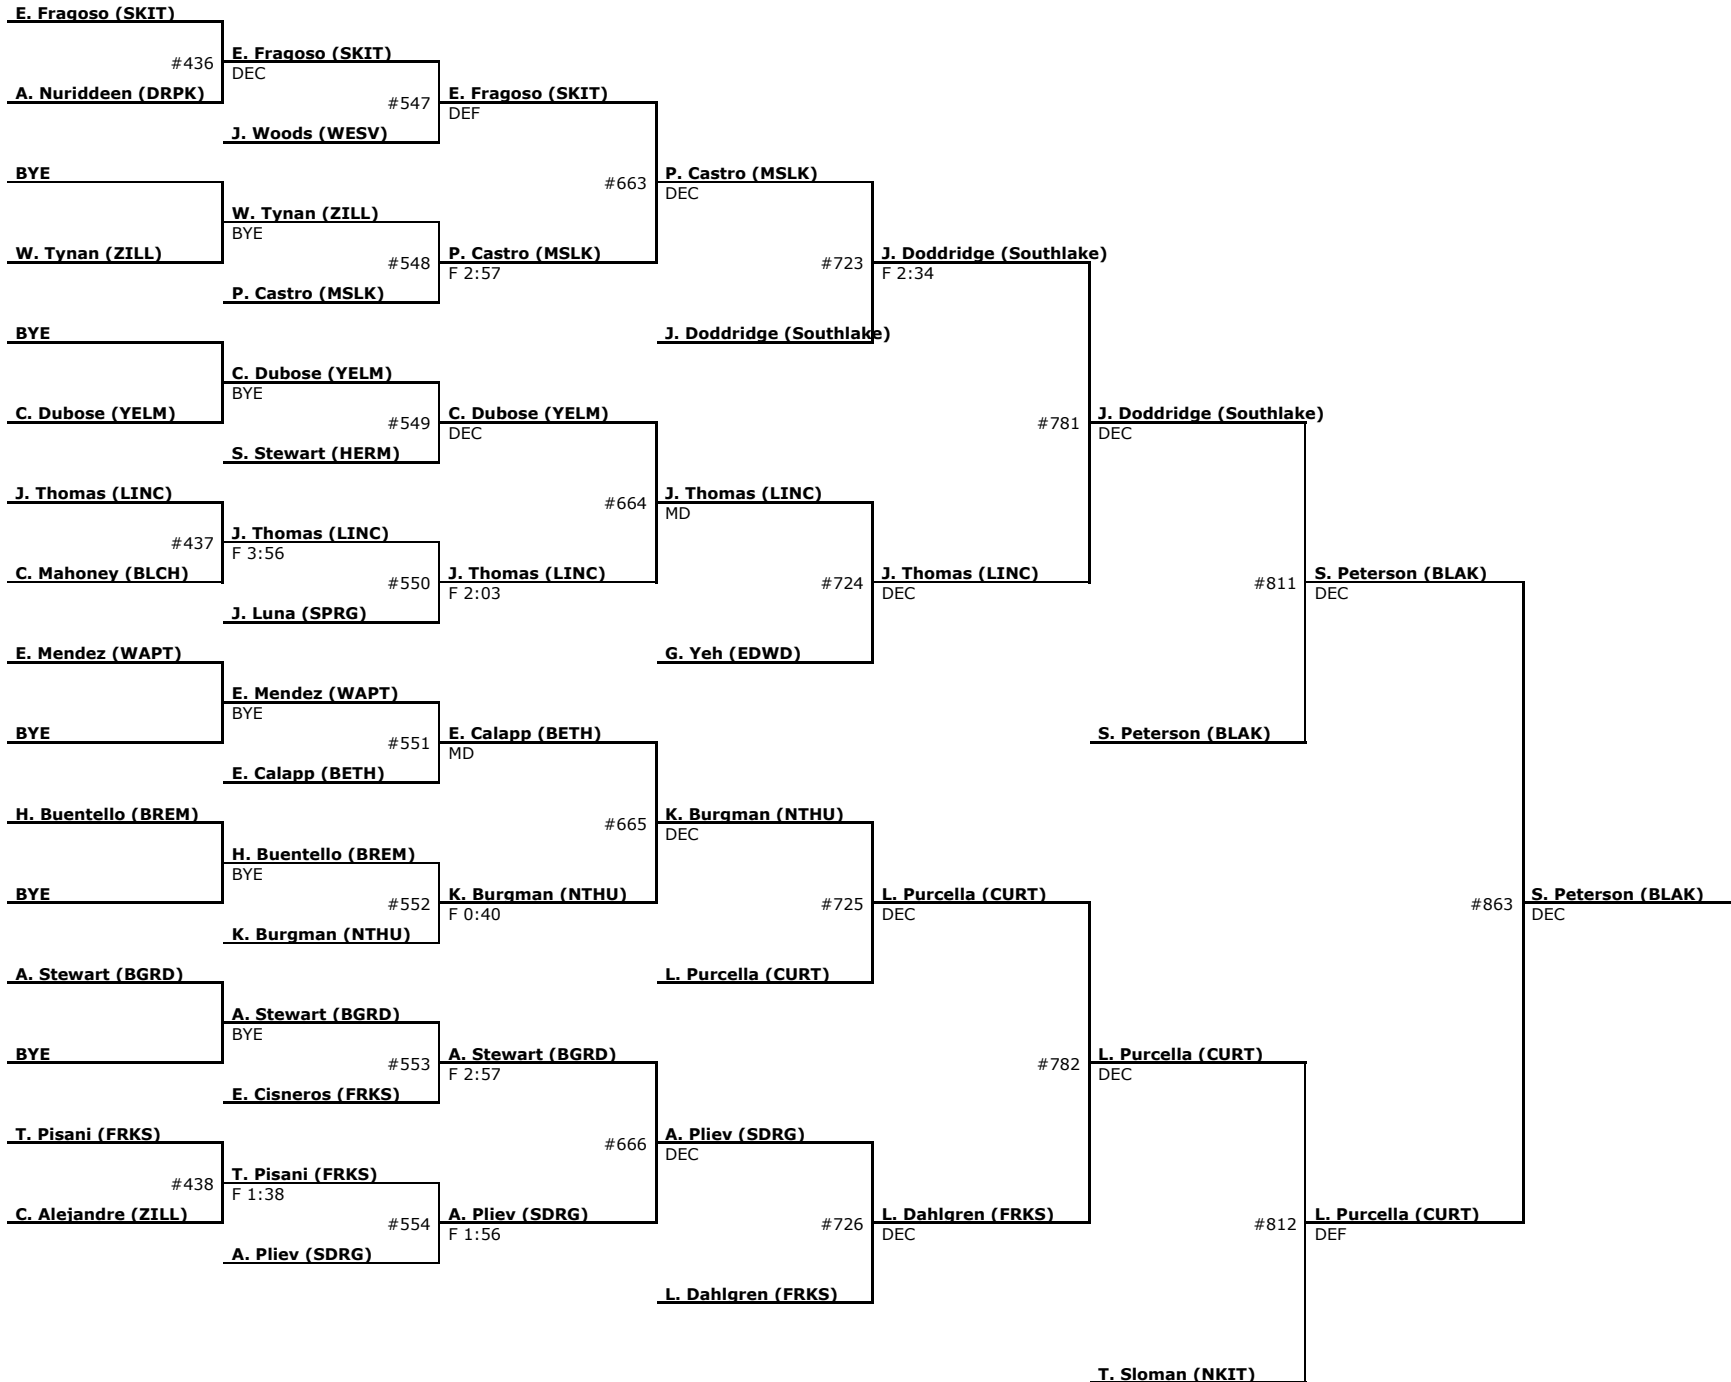 E. Fragoso (SKIT)
#436
E. Fragoso (SKIT)
DEC
A. Nuriddeen (DRPK)
#547
E. Fragoso (SKIT)
DEF
J. Woods (WESV)
BYE
#663
P. Castro (MSLK)
DEC
W. Tynan (ZILL)
BYE
W. Tynan (ZILL)
#548
P. Castro (MSLK)
F 2:57
#723
J. Doddridge (Southlake)
F 2:34
P. Castro (MSLK)
BYE
J. Doddridge (Southlake)
C. Dubose (YELM)
BYE
C. Dubose (YELM)
#549
C. Dubose (YELM)
DEC
#781
J. Doddridge (Southlake)
DEC
S. Stewart (HERM)
J. Thomas (LINC)
#664
J. Thomas (LINC)
MD
#437
J. Thomas (LINC)
F 3:56
C. Mahoney (BLCH)
#550
J. Thomas (LINC)
F 2:03
#724
J. Thomas (LINC)
DEC
#811
S. Peterson (BLAK)
DEC
J. Luna (SPRG)
E. Mendez (WAPT)
G. Yeh (EDWD)
E. Mendez (WAPT)
BYE
BYE
#551
E. Calapp (BETH)
MD
S. Peterson (BLAK)
E. Calapp (BETH)
H. Buentello (BREM)
#665
K. Burgman (NTHU)
DEC
H. Buentello (BREM)
BYE
BYE
#552
K. Burgman (NTHU)
F 0:40
#725
L. Purcella (CURT)
DEC
#863
S. Peterson (BLAK)
DEC
K. Burgman (NTHU)
A. Stewart (BGRD)
L. Purcella (CURT)
A. Stewart (BGRD)
BYE
BYE
#553
A. Stewart (BGRD)
F 2:57
#782
L. Purcella (CURT)
DEC
E. Cisneros (FRKS)
T. Pisani (FRKS)
#666
A. Pliev (SDRG)
DEC
#438
T. Pisani (FRKS)
F 1:38
C. Alejandre (ZILL)
#554
A. Pliev (SDRG)
F 1:56
#726
L. Dahlgren (FRKS)
DEC
#812
L. Purcella (CURT)
DEF
A. Pliev (SDRG)
L. Dahlgren (FRKS)
T. Sloman (NKIT)